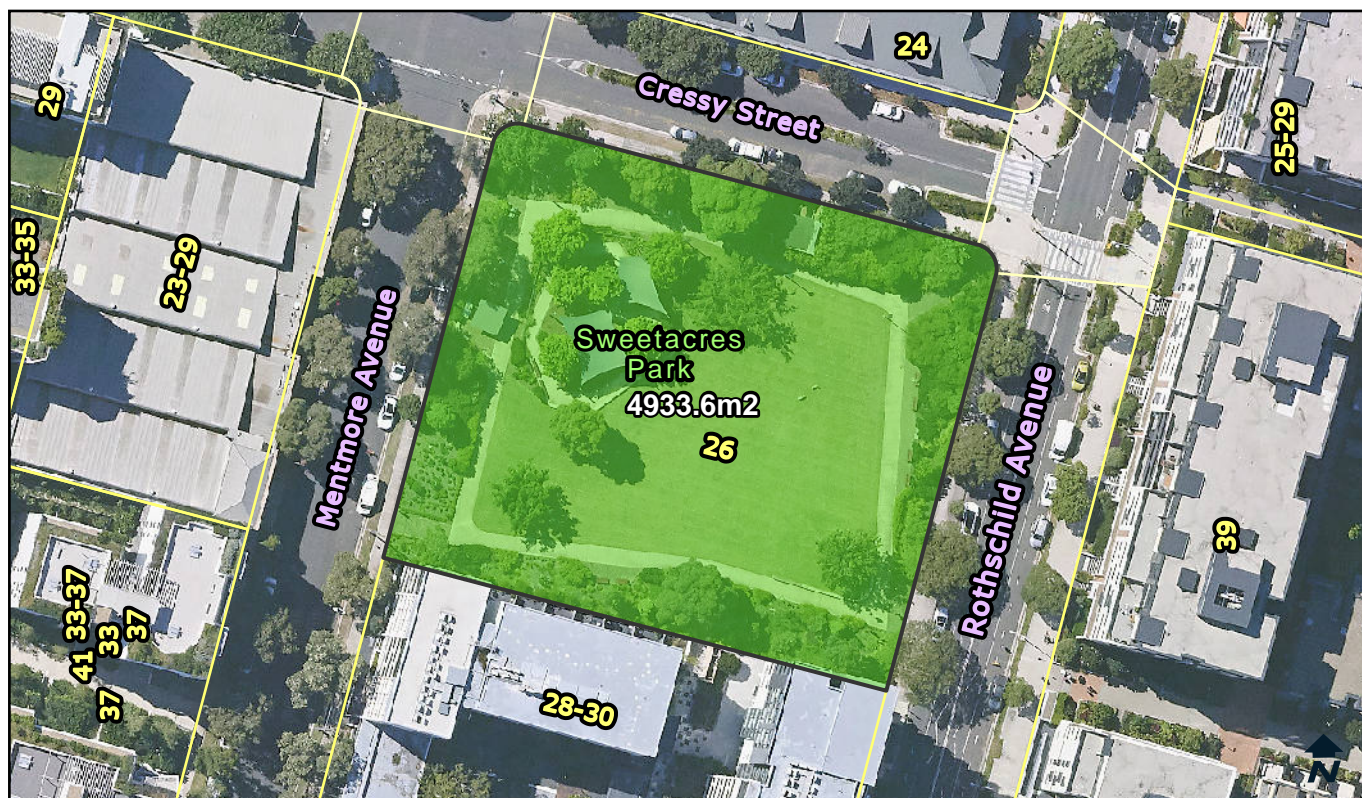 24
Cressy Street
29
25-29
33-35
23-29
Mentmore Avenue
Sweetacres
Park
4933.6m2
26
Rothschild Avenue
39
33-37
37
33
41
37
28-30
N